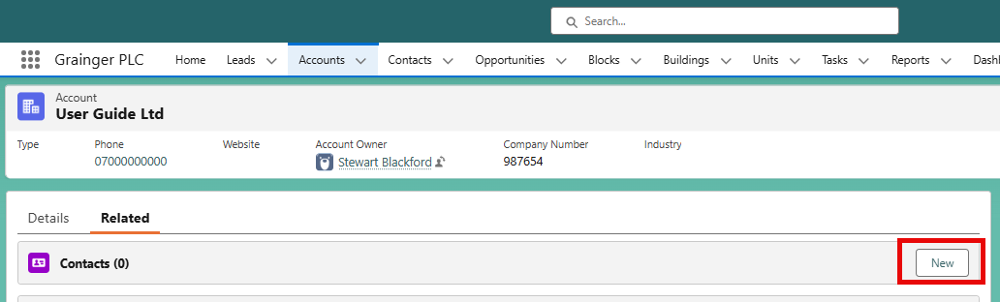 Search...
Grainger PLC Home Leads Accounts Contacts Opportunities Blocks Buildings Units Tasks Reports
Account
User Guide Ltd
Type Phone Website Account Owner Company Number Industry
07000000000 Stewart Blackford 987654
Details Related
Contacts (0) New